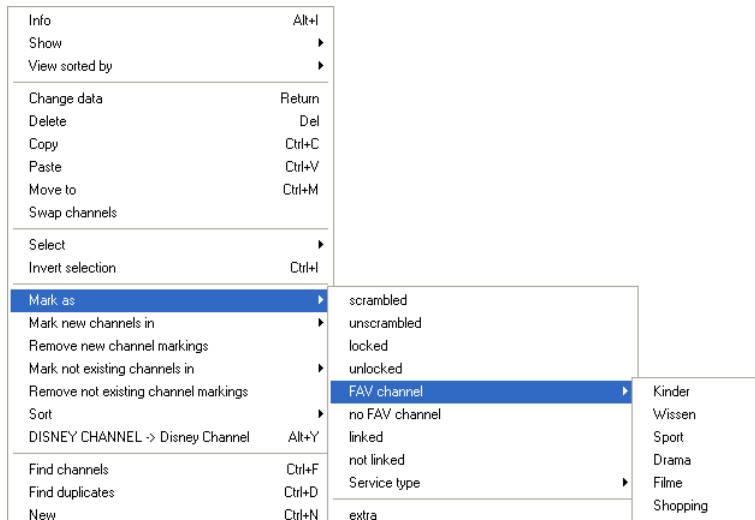 Info Alt+I
Show
View sorted by
Change data Return
Delete Del
Copy Ctrl+C
Paste Ctrl+V
Move to Ctrl+M
Swap channels
Select
Invert selection Ctrl+I
Mark as
Mark new channels in
Remove new channel markings
Mark not existing channels in
Remove not existing channel markings
Sort
DISNEY CHANNEL -> Disney Channel Alt+Y
Find channels Ctrl+F
Find duplicates Ctrl+D
New Ctrl+N
scrambled
unscrambled
locked
unlocked
FAV channel
no FAV channel
linked
not linked
Service type
extra
Kinder
Wissen
Sport
Drama
Filme
Shopping